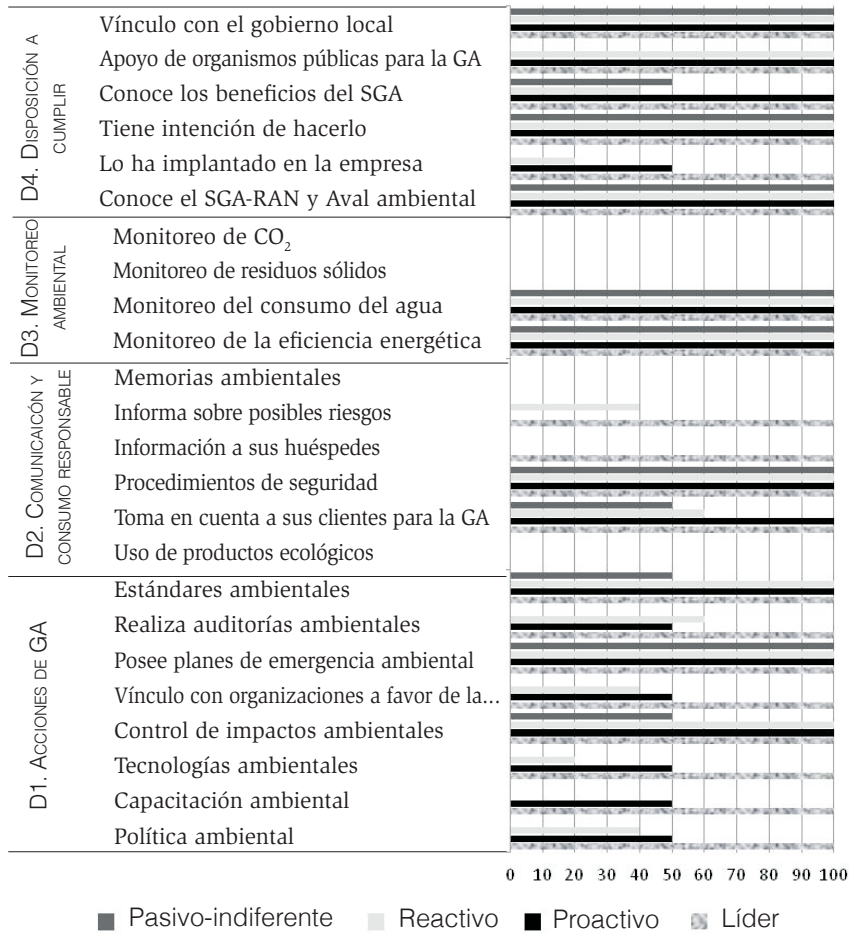 D4. DISPOSICIÓN A
CUMPLIR
Vínculo con el gobierno local
Apoyo de organismos públicas para la GA
Conoce los beneficios del SGA
Tiene intención de hacerlo
Lo ha implantado en la empresa
Conoce el SGA-RAN y Aval ambiental
D3. MONITOREO
AMBIENTAL
Monitoreo de CO₂
Monitoreo de residuos sólidos
Monitoreo del consumo del agua
Monitoreo de la eficiencia energética
D2. COMUNICAICÓN Y
CONSUMO RESPONSABLE
Memorias ambientales
Informa sobre posibles riesgos
Información a sus huéspedes
Procedimientos de seguridad
Toma en cuenta a sus clientes para la GA
Uso de productos ecológicos
D1. ACCIONES DE GA
Estándares ambientales
Realiza auditorías ambientales
Posee planes de emergencia ambiental
Vínculo con organizaciones a favor de la...
Control de impactos ambientales
Tecnologías ambientales
Capacitación ambiental
Política ambiental
0 10 20 30 40 50 60 70 80 90 100
Pasivo-indiferente Reactivo Proactivo Líder